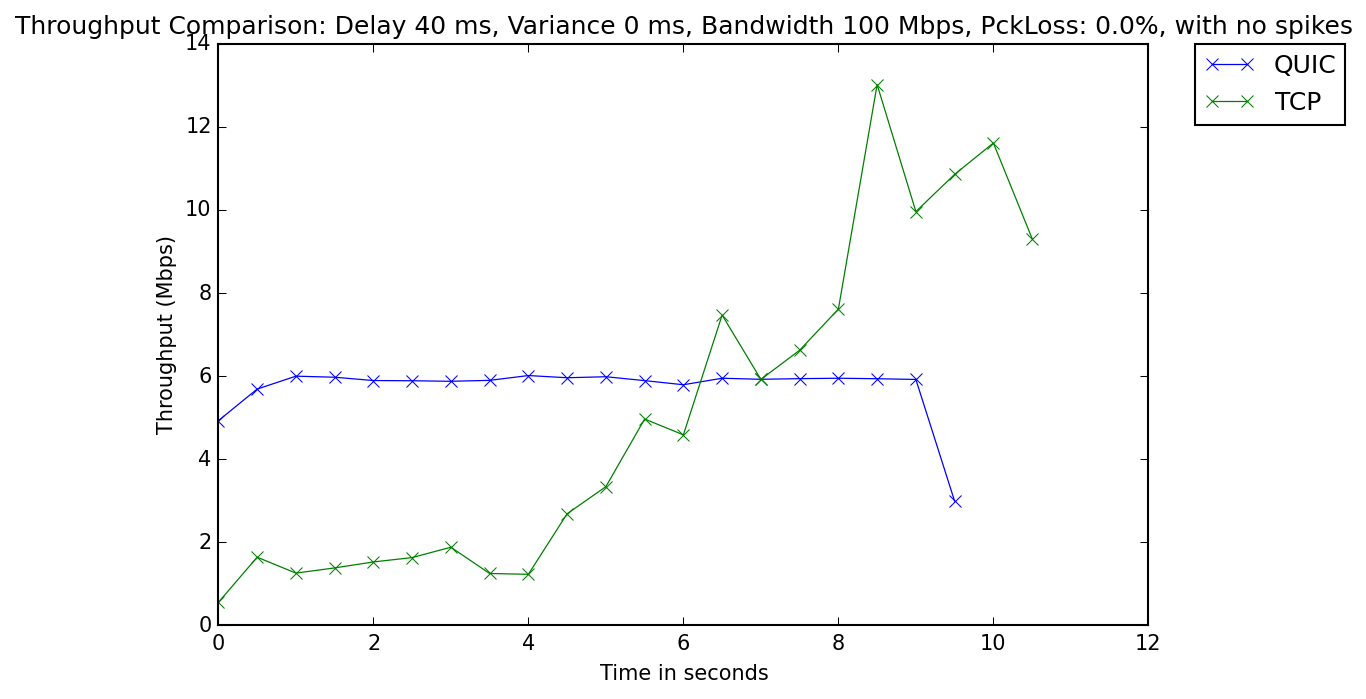 Throughput Comparison: Delay 40 ms, Variance 0 ms, Bandwidth 100 Mbps, PckLoss: 0.0%, with no spikes
QUIC
TCP
14
12
10
8
6
4
2
0
Throughput (Mbps)
0 2 4 6 8 10 12
Time in seconds